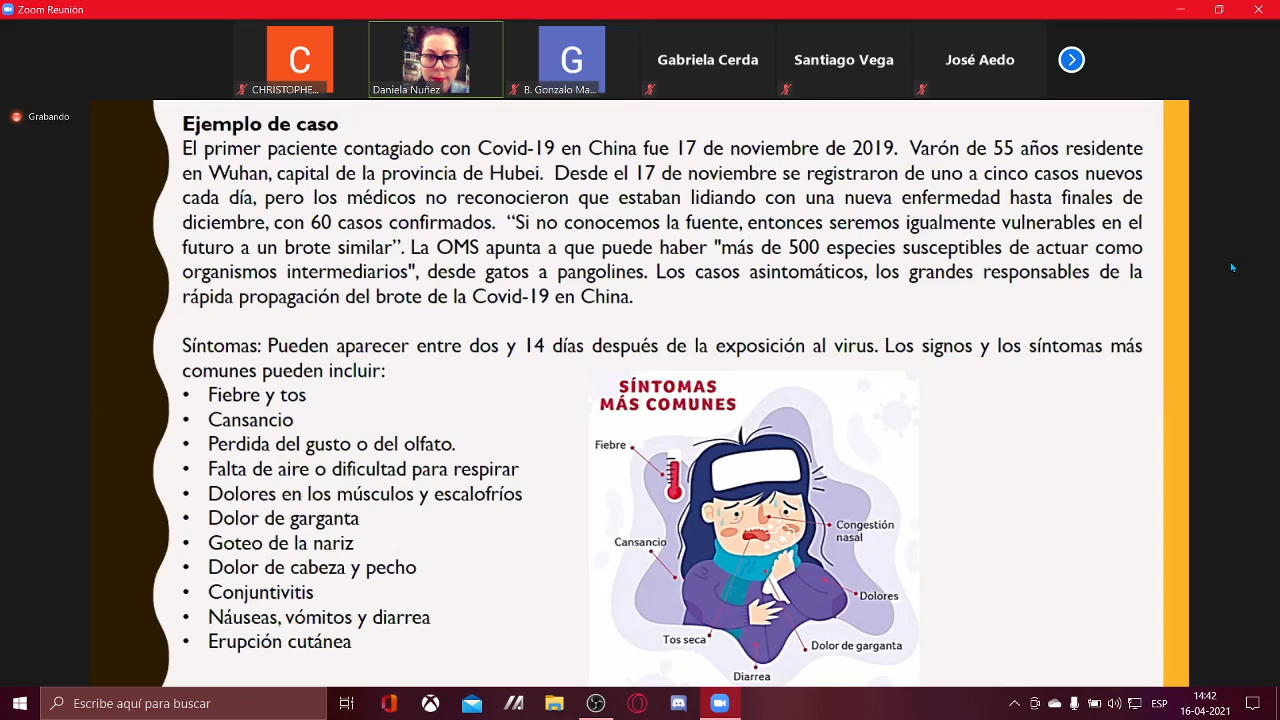 Zoom Reunión
C
G
CHRISTOPHE...
Daniela Nuñez
B. Gonzalo Ma...
Gabriela Cerda
Santiago Vega
José Aedo
Grabando
Ejemplo de caso
El primer paciente contagiado con Covid-19 en China fue 17 de noviembre de 2019. Varón de 55 años residente
en Wuhan, capital de la provincia de Hubei. Desde el 17 de noviembre se registraron de uno a cinco casos nuevos
cada día, pero los médicos no reconocieron que estaban lidiando con una nueva enfermedad hasta finales de
diciembre, con 60 casos confirmados. “Si no conocemos la fuente, entonces seremos igualmente vulnerables en el
futuro a un brote similar”. La OMS apunta a que puede haber "más de 500 especies susceptibles de actuar como
organismos intermediarios", desde gatos a pangolines. Los casos asintomáticos, los grandes responsables de la
rápida propagación del brote de la Covid-19 en China.
Síntomas: Pueden aparecer entre dos y 14 días después de la exposición al virus. Los signos y los síntomas más
comunes pueden incluir:
• Fiebre y tos
• Cansancio
• Perdida del gusto o del olfato.
• Falta de aire o dificultad para respirar
• Dolores en los músculos y escalofríos
• Dolor de garganta
• Goteo de la nariz
• Dolor de cabeza y pecho
• Conjuntivitis
• Náuseas, vómitos y diarrea
• Erupción cutánea
SÍNTOMAS
MÁS COMUNES
Fiebre
Congestión
nasal
Cansancio
Dolores
Tos seca
Dolor de garganta
Diarrea
Escribe aquí para buscar
ESP
14:42
16-04-2021